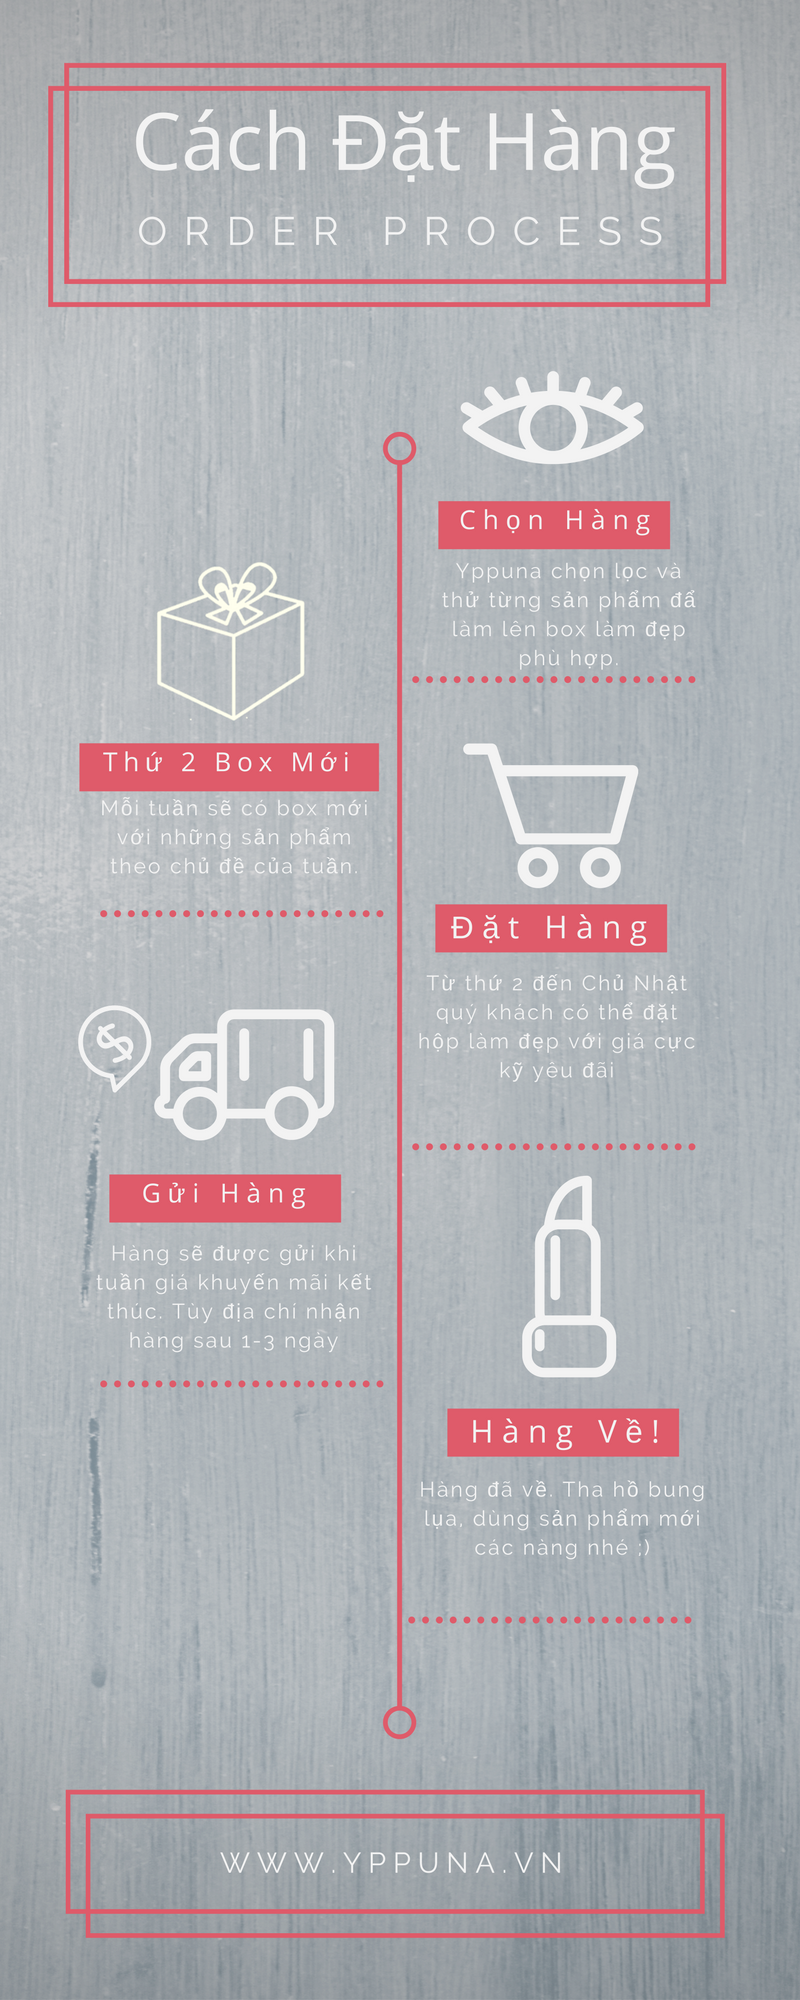 Cách Đặt Hàng
ORDER PROCESS
Chọn Hàng
Yppuna chọn lọc và
thử từng sản phẩm đẩ
làm lên box làm đẹp
phù hợp.
Thứ 2 Box Mới
Mỗi tuần sẽ có box mới
với những sản phẩm
theo chủ đề của tuần.
Đặt Hàng
Từ thứ 2 đến Chủ Nhật
quý khách có thể đặt
hộp làm đẹp với giá cực
kỹ yêu đãi
$
Gửi Hàng
Hàng sẽ được gửi khi
tuần giá khuyến mãi kết
thúc. Tùy địa chỉ nhận
hàng sau 1-3 ngày
Hàng Về!
Hàng đã về. Tha hồ bung
lụa, dùng sản phẩm mới
các nàng nhé ;)
WWW.YPPUNA.VN